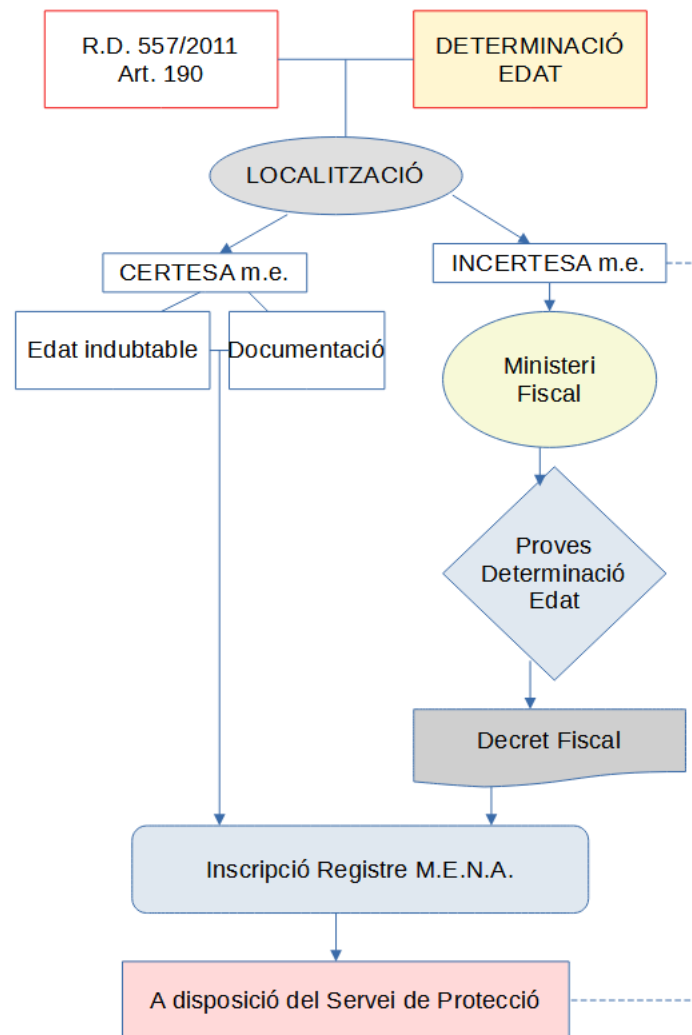 R.D. 557/2011
Art. 190
DETERMINACIÓ
EDAT
LOCALITZACIÓ
CERTESA m.e.
INCERTESA m.e.
Edat indubtable
Documentació
Ministeri
Fiscal
Proves
Determinació
Edat
Decret Fiscal
Inscripció Registre M.E.N.A.
A disposició del Servei de Protecció